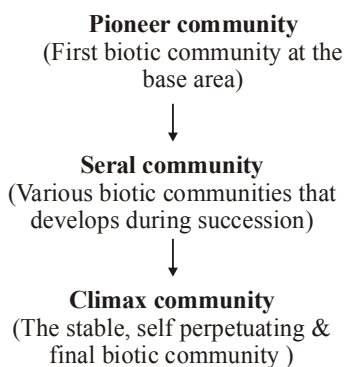 Pioneer community
(First biotic community at the
base area)
Seral community
(Various biotic communities that
develops during succession)
Climax community
(The stable, self perpetuating &
final biotic community )